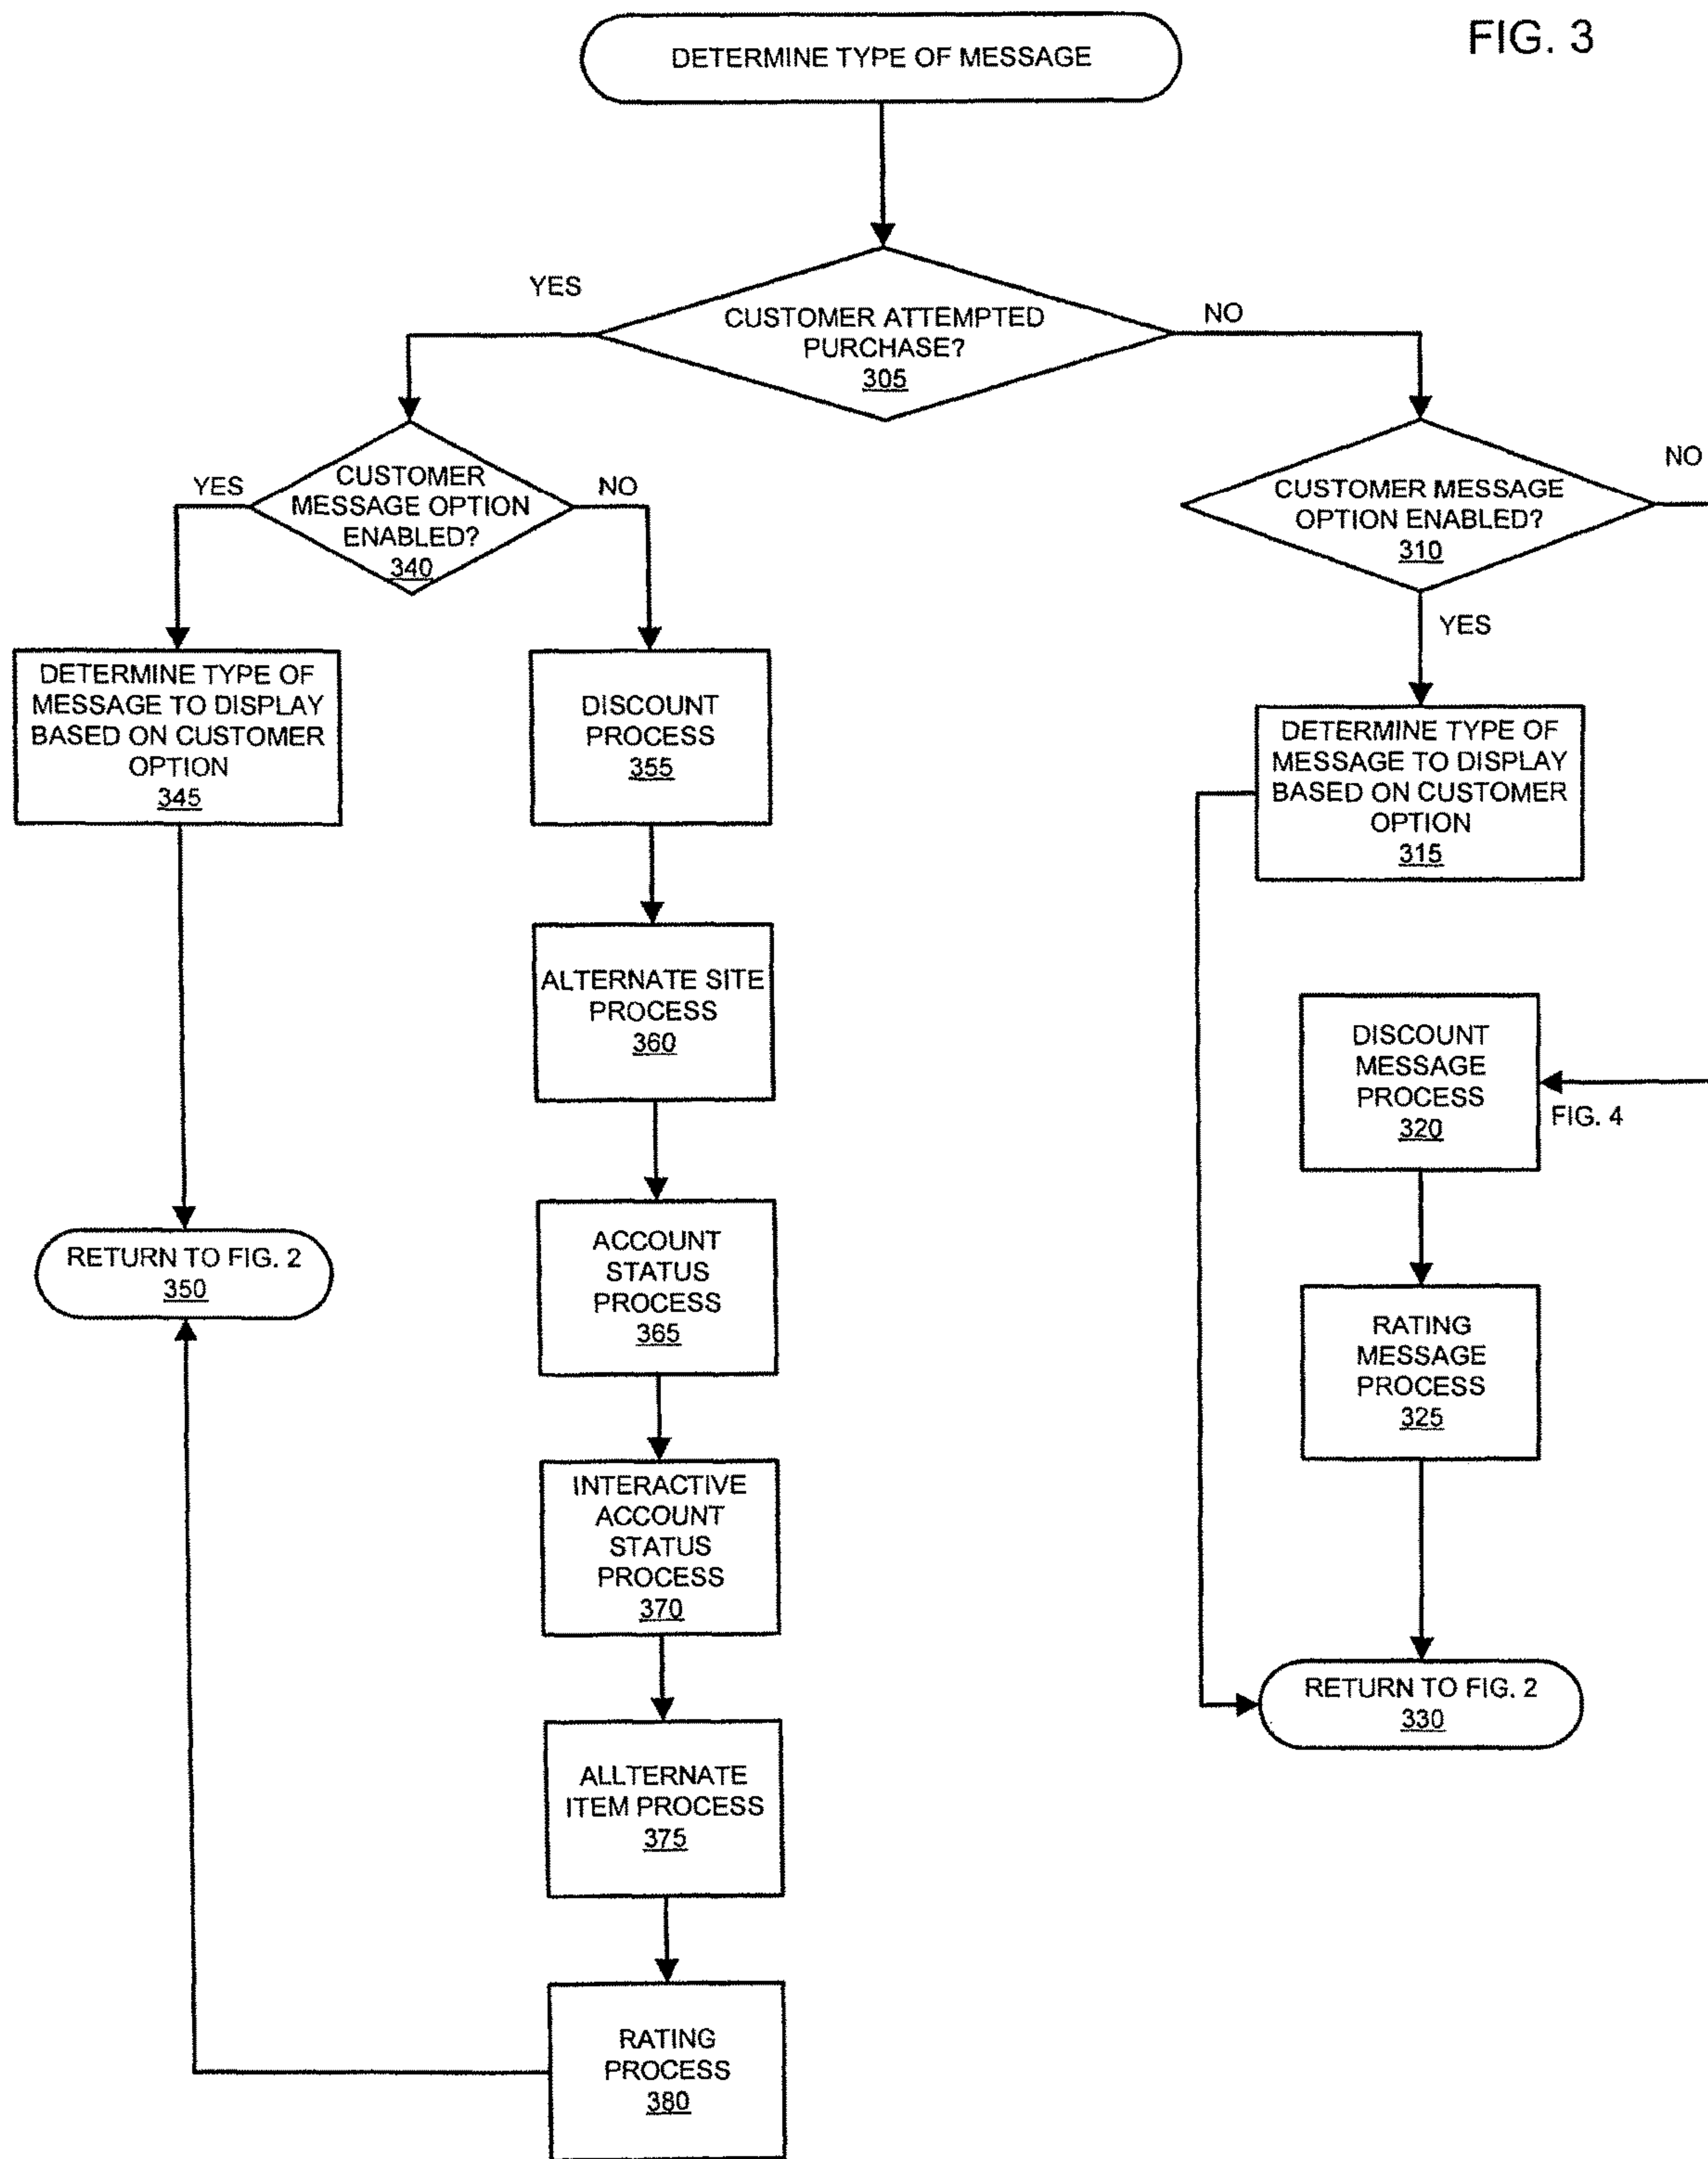 FIG. 3
DETERMINE TYPE OF MESSAGE
YES
CUSTOMER ATTEMPTED
PURCHASE?
305
NO
YES
CUSTOMER
MESSAGE OPTION
ENABLED?
340
NO
CUSTOMER MESSAGE
OPTION ENABLED?
310
NO
YES
DETERMINE TYPE OF
MESSAGE TO DISPLAY
BASED ON CUSTOMER
OPTION
345
DISCOUNT
PROCESS
355
DETERMINE TYPE OF
MESSAGE TO DISPLAY
BASED ON CUSTOMER
OPTION
315
ALTERNATE SITE
PROCESS
360
DISCOUNT
MESSAGE
PROCESS
320
FIG. 4
RETURN TO FIG. 2
350
ACCOUNT
STATUS
PROCESS
365
RATING
MESSAGE
PROCESS
325
INTERACTIVE
ACCOUNT
STATUS
PROCESS
370
RETURN TO FIG. 2
330
ALLTERNATE
ITEM PROCESS
375
RATING
PROCESS
380